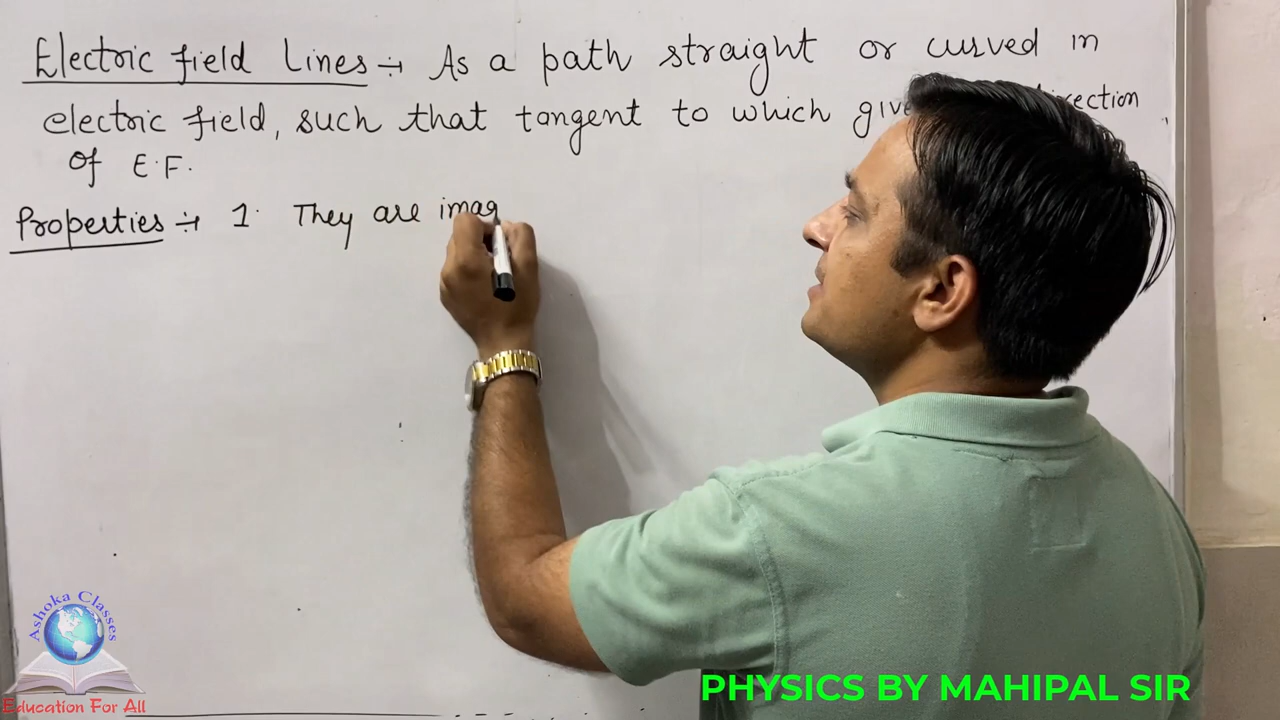 Electric field Lines :- As a path straight or curved in
electric field, such that tangent to which give direction
of E.F.
Properties :- 1. They are imag
Ashoka Classes
Education For All
PHYSICS BY MAHIPAL SIR